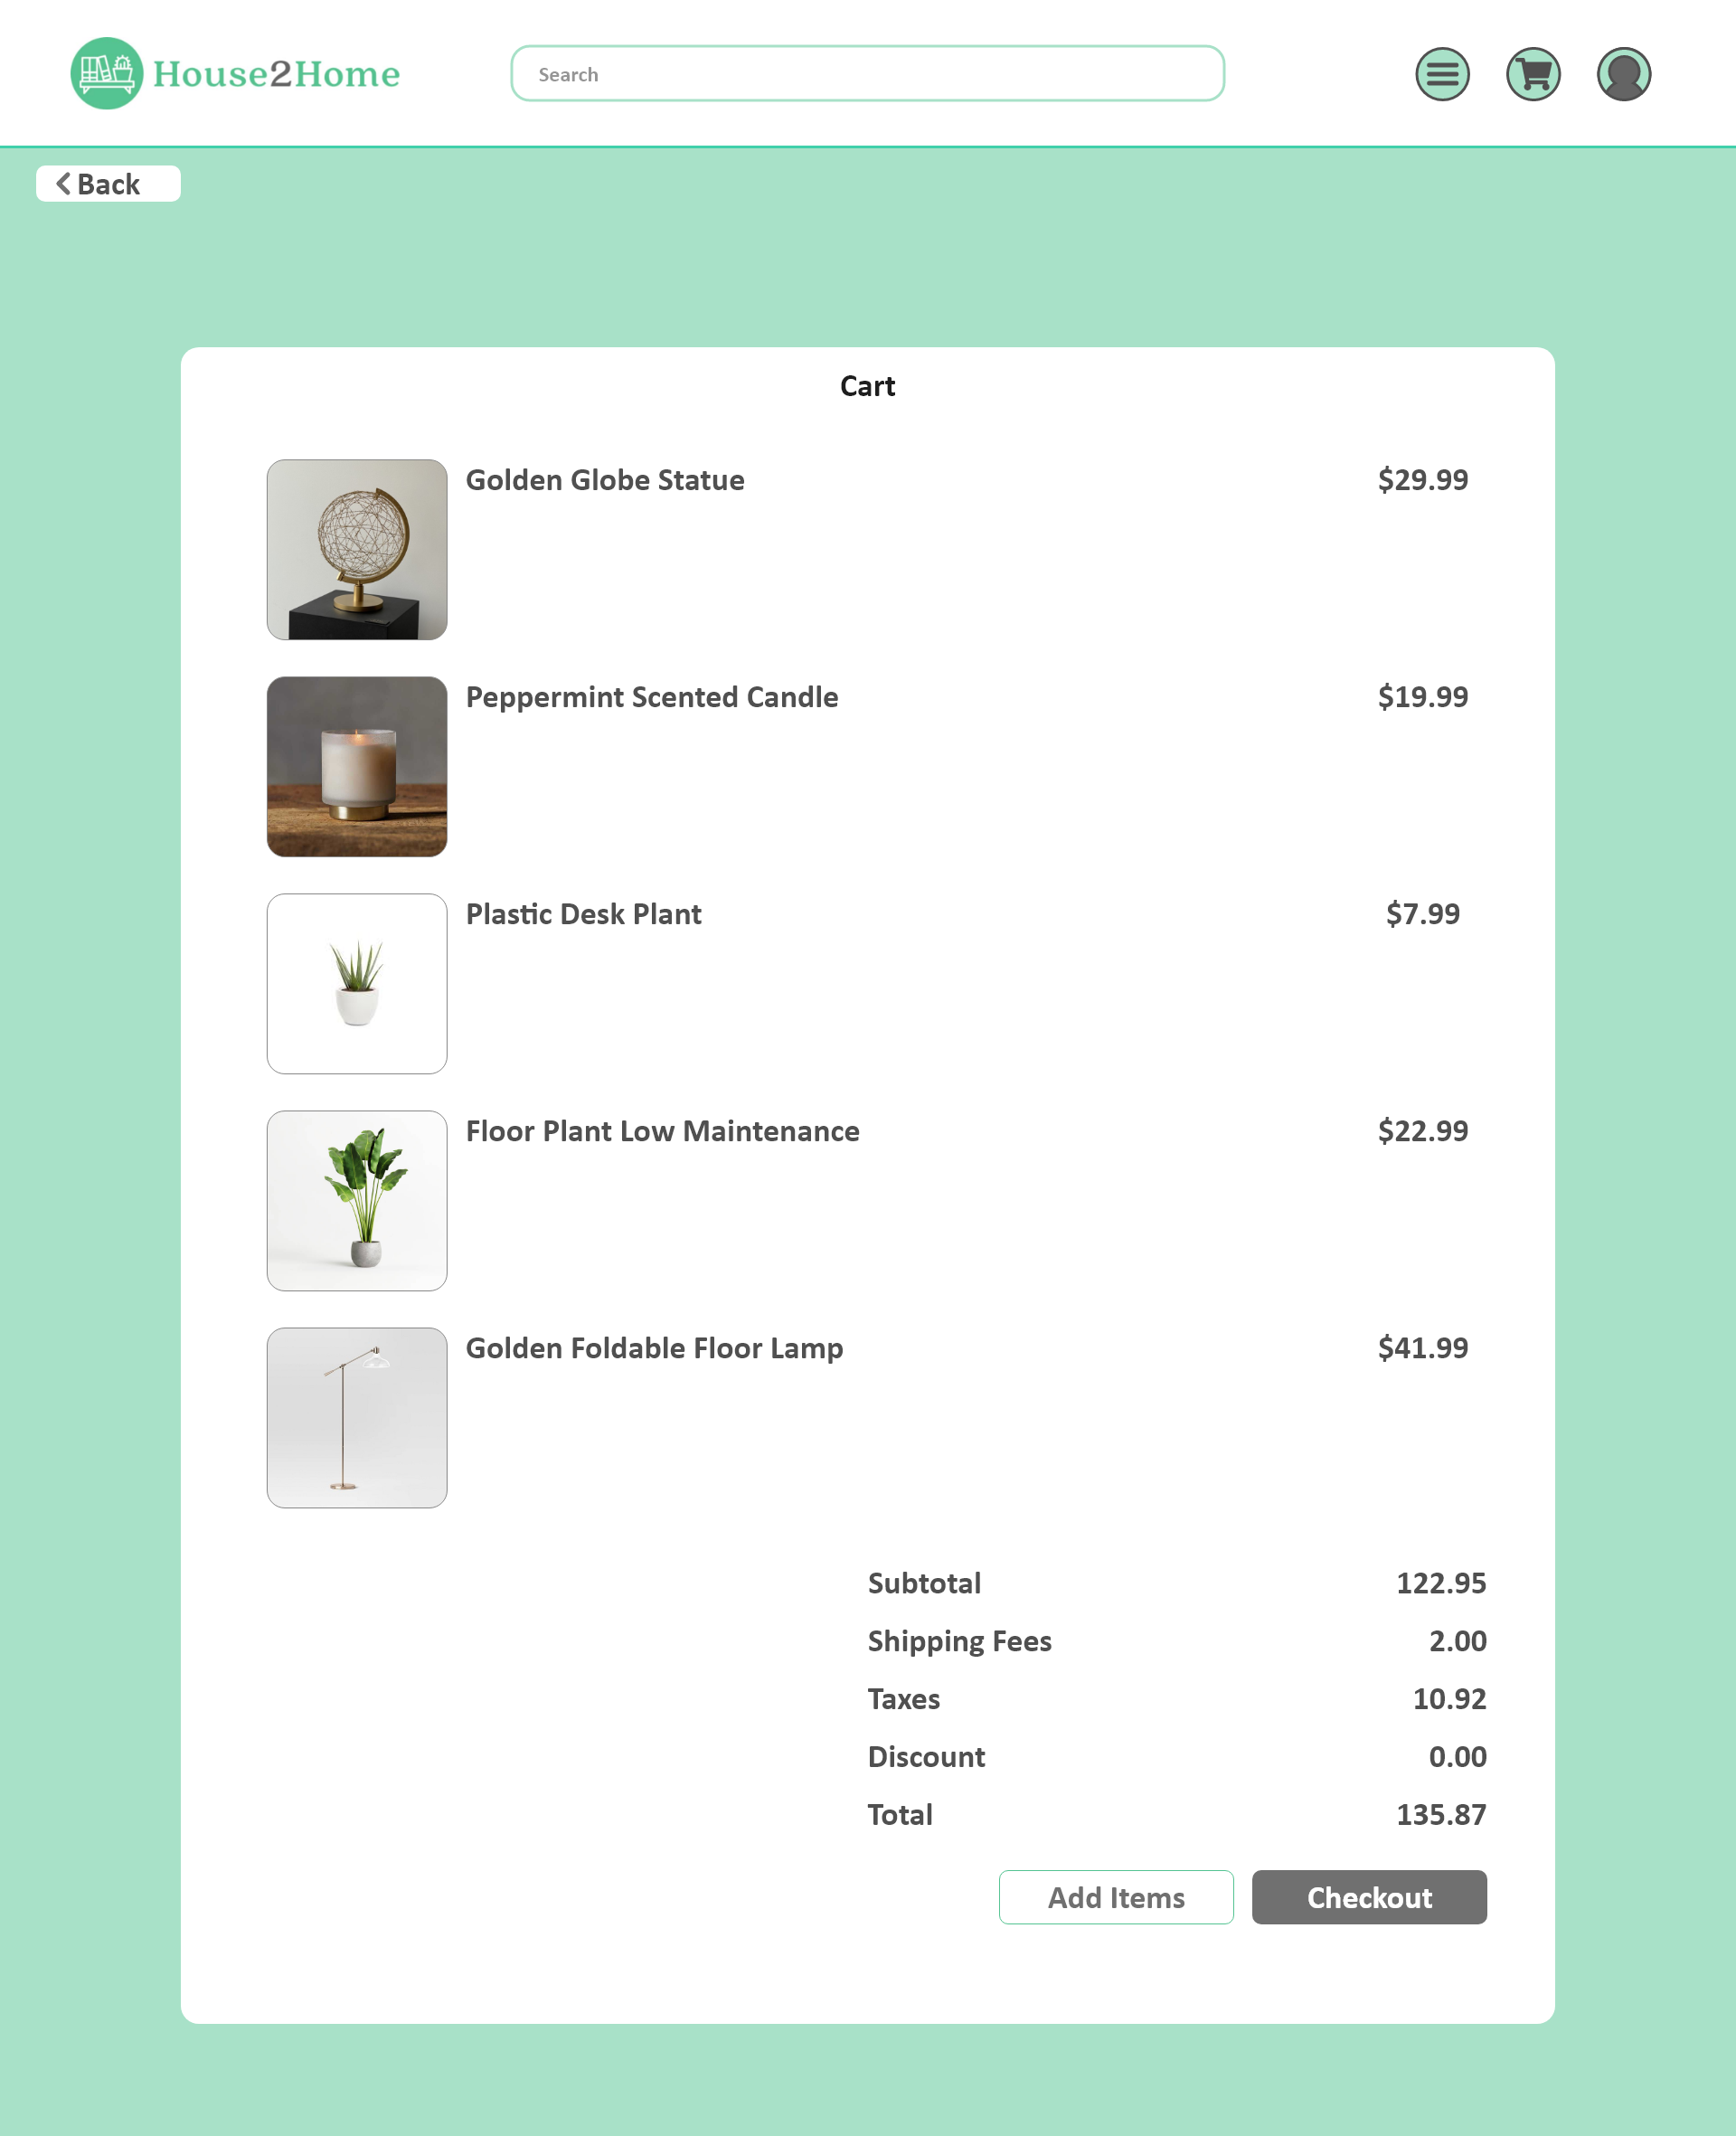 House2Home
Search
Back
Cart
Golden Globe Statue $29.99
Peppermint Scented Candle $19.99
Plastic Desk Plant $7.99
Floor Plant Low Maintenance $22.99
Golden Foldable Floor Lamp $41.99
Subtotal 122.95
Shipping Fees 2.00
Taxes 10.92
Discount 0.00
Total 135.87
Add Items Checkout